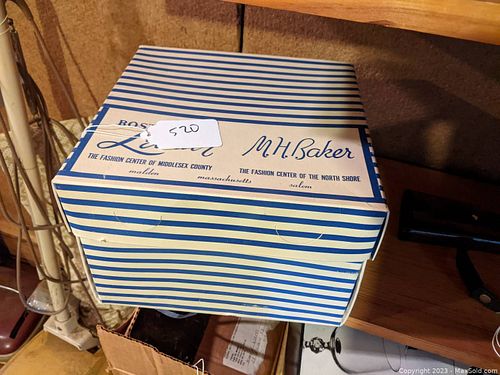 520
M.H.Baker
THE FASHION CENTER OF MIDDLESEX COUNTY
malden
THE FASHION CENTER OF THE NORTH SHORE
salem
massachusetts
Copyright 2023 - MaxSold.com